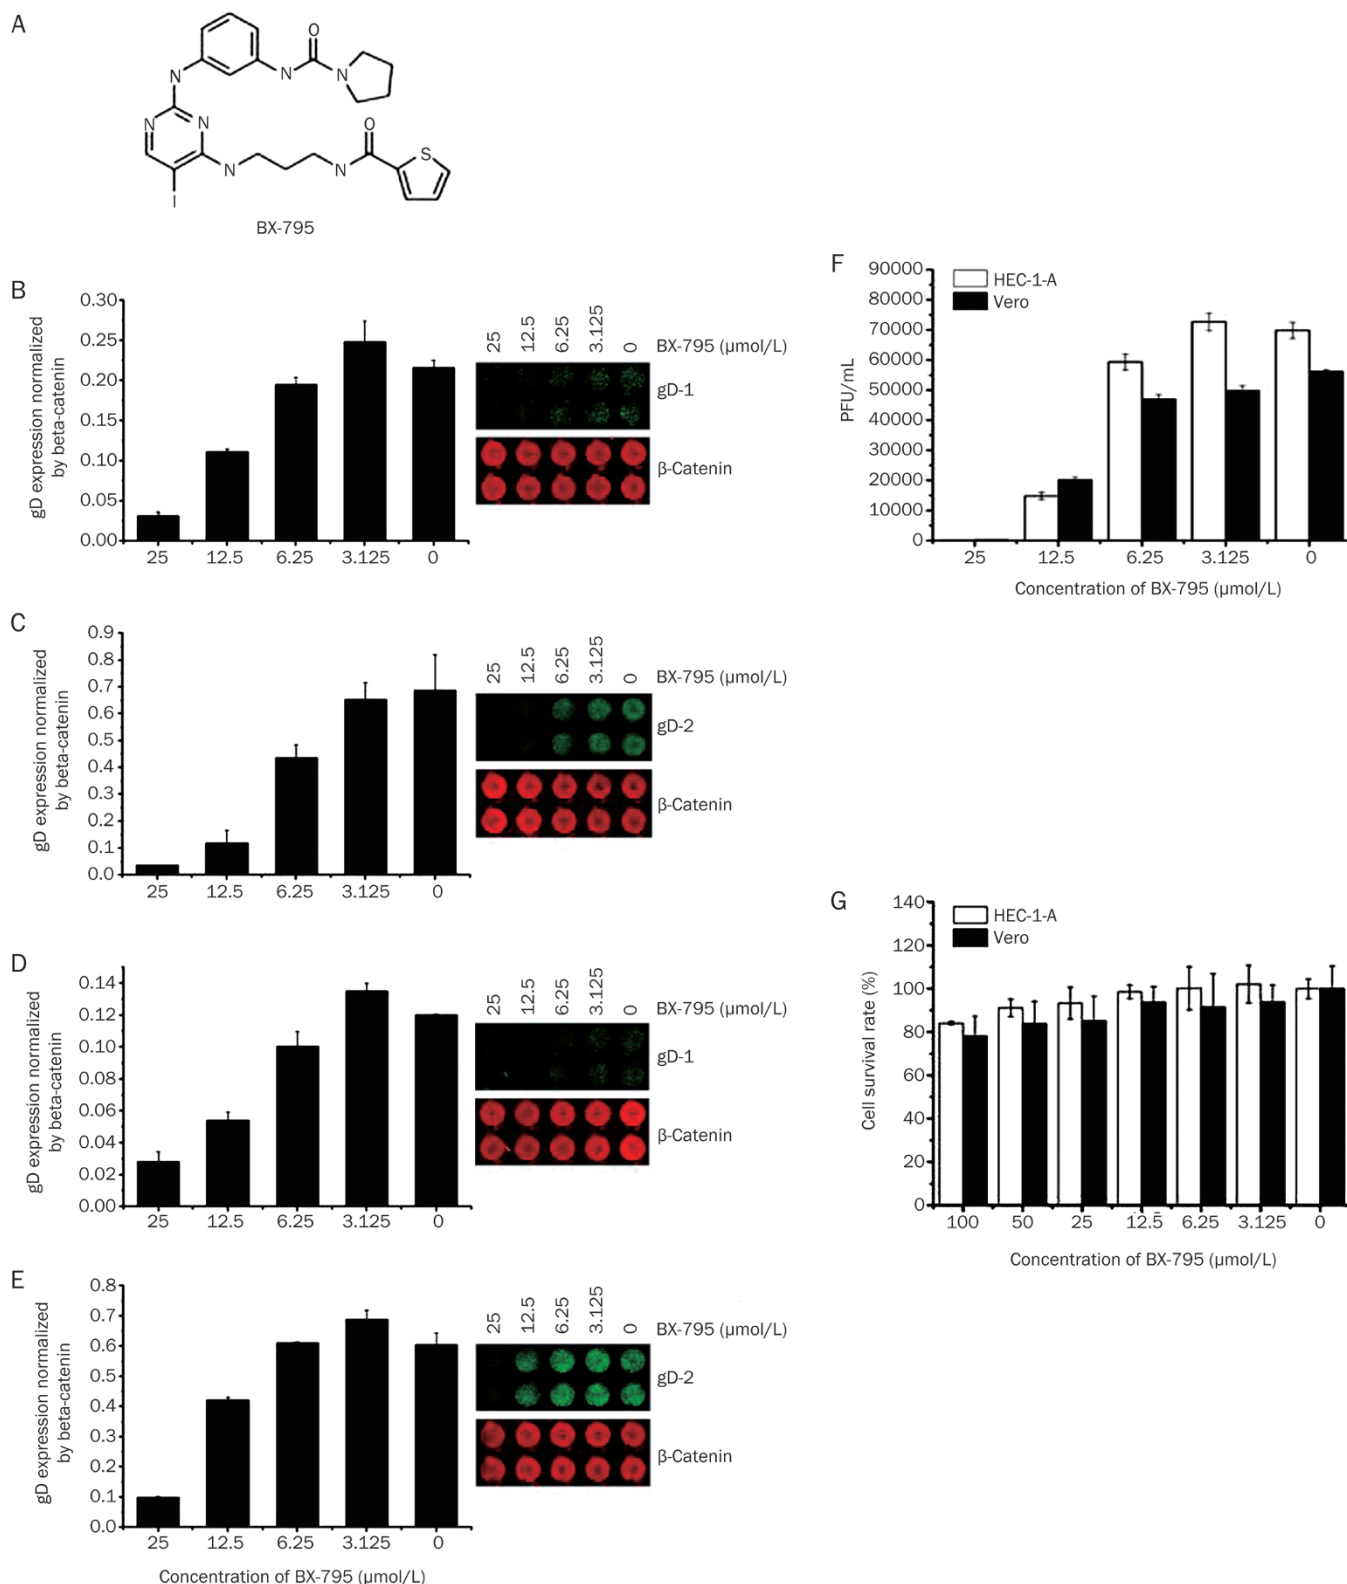 A
O
N
N
N
N
N
O
N
N
S
I
BX-795
B
gD expression normalized
by beta-catenin
0.30
0.25
0.20
0.15
0.10
0.05
0.00
25 12.5 6.25 3.125 0
25 12.5 6.25 3.125 0 BX-795 (μmol/L)
gD-1
β-Catenin
C
gD expression normalized
by beta-catenin
0.9
0.8
0.7
0.6
0.5
0.4
0.3
0.2
0.1
0.0
25 12.5 6.25 3.125 0
25 12.5 6.25 3.125 0 BX-795 (μmol/L)
gD-2
β-Catenin
D
gD expression normalized
by beta-catenin
0.14
0.12
0.10
0.08
0.06
0.04
0.02
0.00
25 12.5 6.25 3.125 0
25 12.5 6.25 3.125 0 BX-795 (μmol/L)
gD-1
β-Catenin
E
gD expression normalized
by beta-catenin
0.8
0.7
0.6
0.5
0.4
0.3
0.2
0.1
0.0
25 12.5 6.25 3.125 0
Concentration of BX-795 (μmol/L)
25 12.5 6.25 3.125 0 BX-795 (μmol/L)
gD-2
β-Catenin
F
PFU/mL
90000
80000
70000
60000
50000
40000
30000
20000
10000
0
HEC-1-A
Vero
25 12.5 6.25 3.125 0
Concentration of BX-795 (μmol/L)
G
Cell survival rate (%)
140
120
100
80
60
40
20
0
HEC-1-A
Vero
100 50 25 12.5 6.25 3.125 0
Concentration of BX-795 (μmol/L)